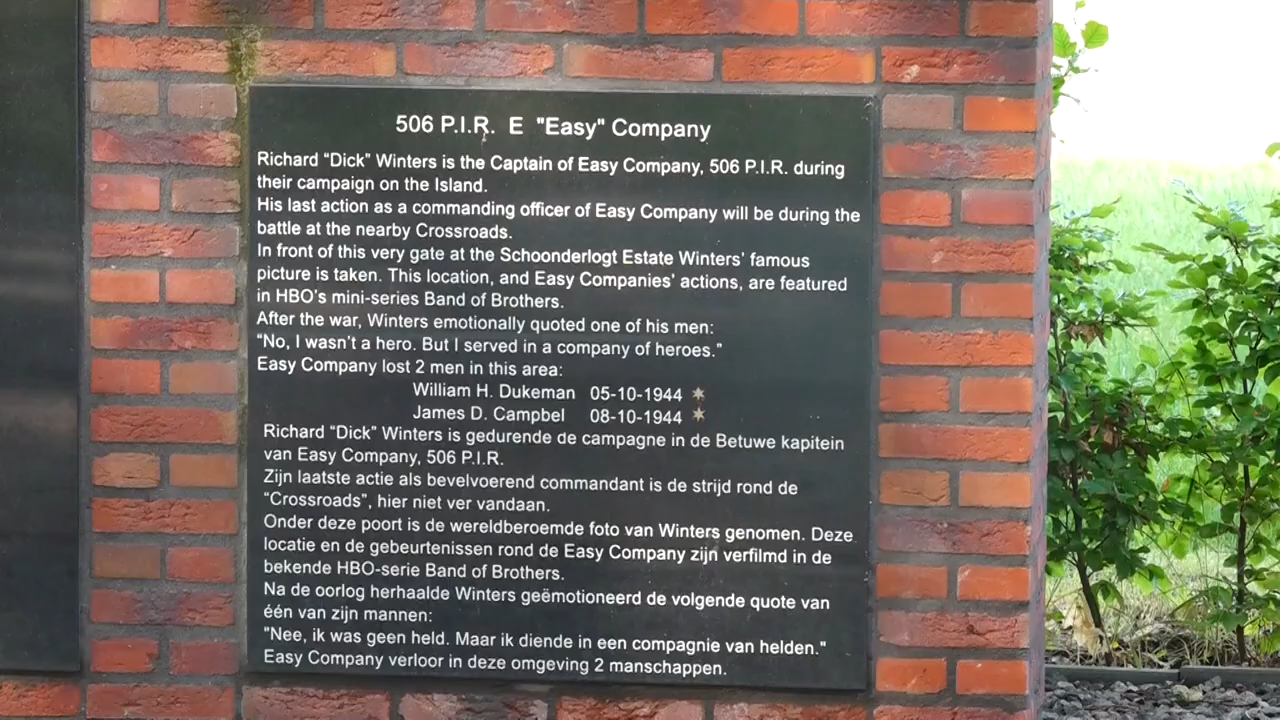 506 P.I.R. E "Easy" Company
Richard “Dick” Winters is the Captain of Easy Company, 506 P.I.R. during
their campaign on the Island.
His last action as a commanding officer of Easy Company will be during the
battle at the nearby Crossroads.
In front of this very gate at the Schoonderlogt Estate Winters’ famous
picture is taken. This location, and Easy Companies’ actions, are featured
in HBO’s mini-series Band of Brothers.
After the war, Winters emotionally quoted one of his men:
“No, I wasn’t a hero. But I served in a company of heroes.”
Easy Company lost 2 men in this area:
William H. Dukeman 05-10-1944
James D. Campbel 08-10-1944
Richard “Dick” Winters is gedurende de campagne in de Betuwe kapitein
van Easy Company, 506 P.I.R.
Zijn laatste actie als bevelvoerend commandant is de strijd rond de
“Crossroads”, hier niet ver vandaan.
Onder deze poort is de wereldberoemde foto van Winters genomen. Deze
locatie en de gebeurtenissen rond de Easy Company zijn verfilmd in de
bekende HBO-serie Band of Brothers.
Na de oorlog herhaalde Winters geëmotioneerd de volgende quote van
één van zijn mannen:
"Nee, ik was geen held. Maar ik diende in een compagnie van helden."
Easy Company verloor in deze omgeving 2 manschappen.